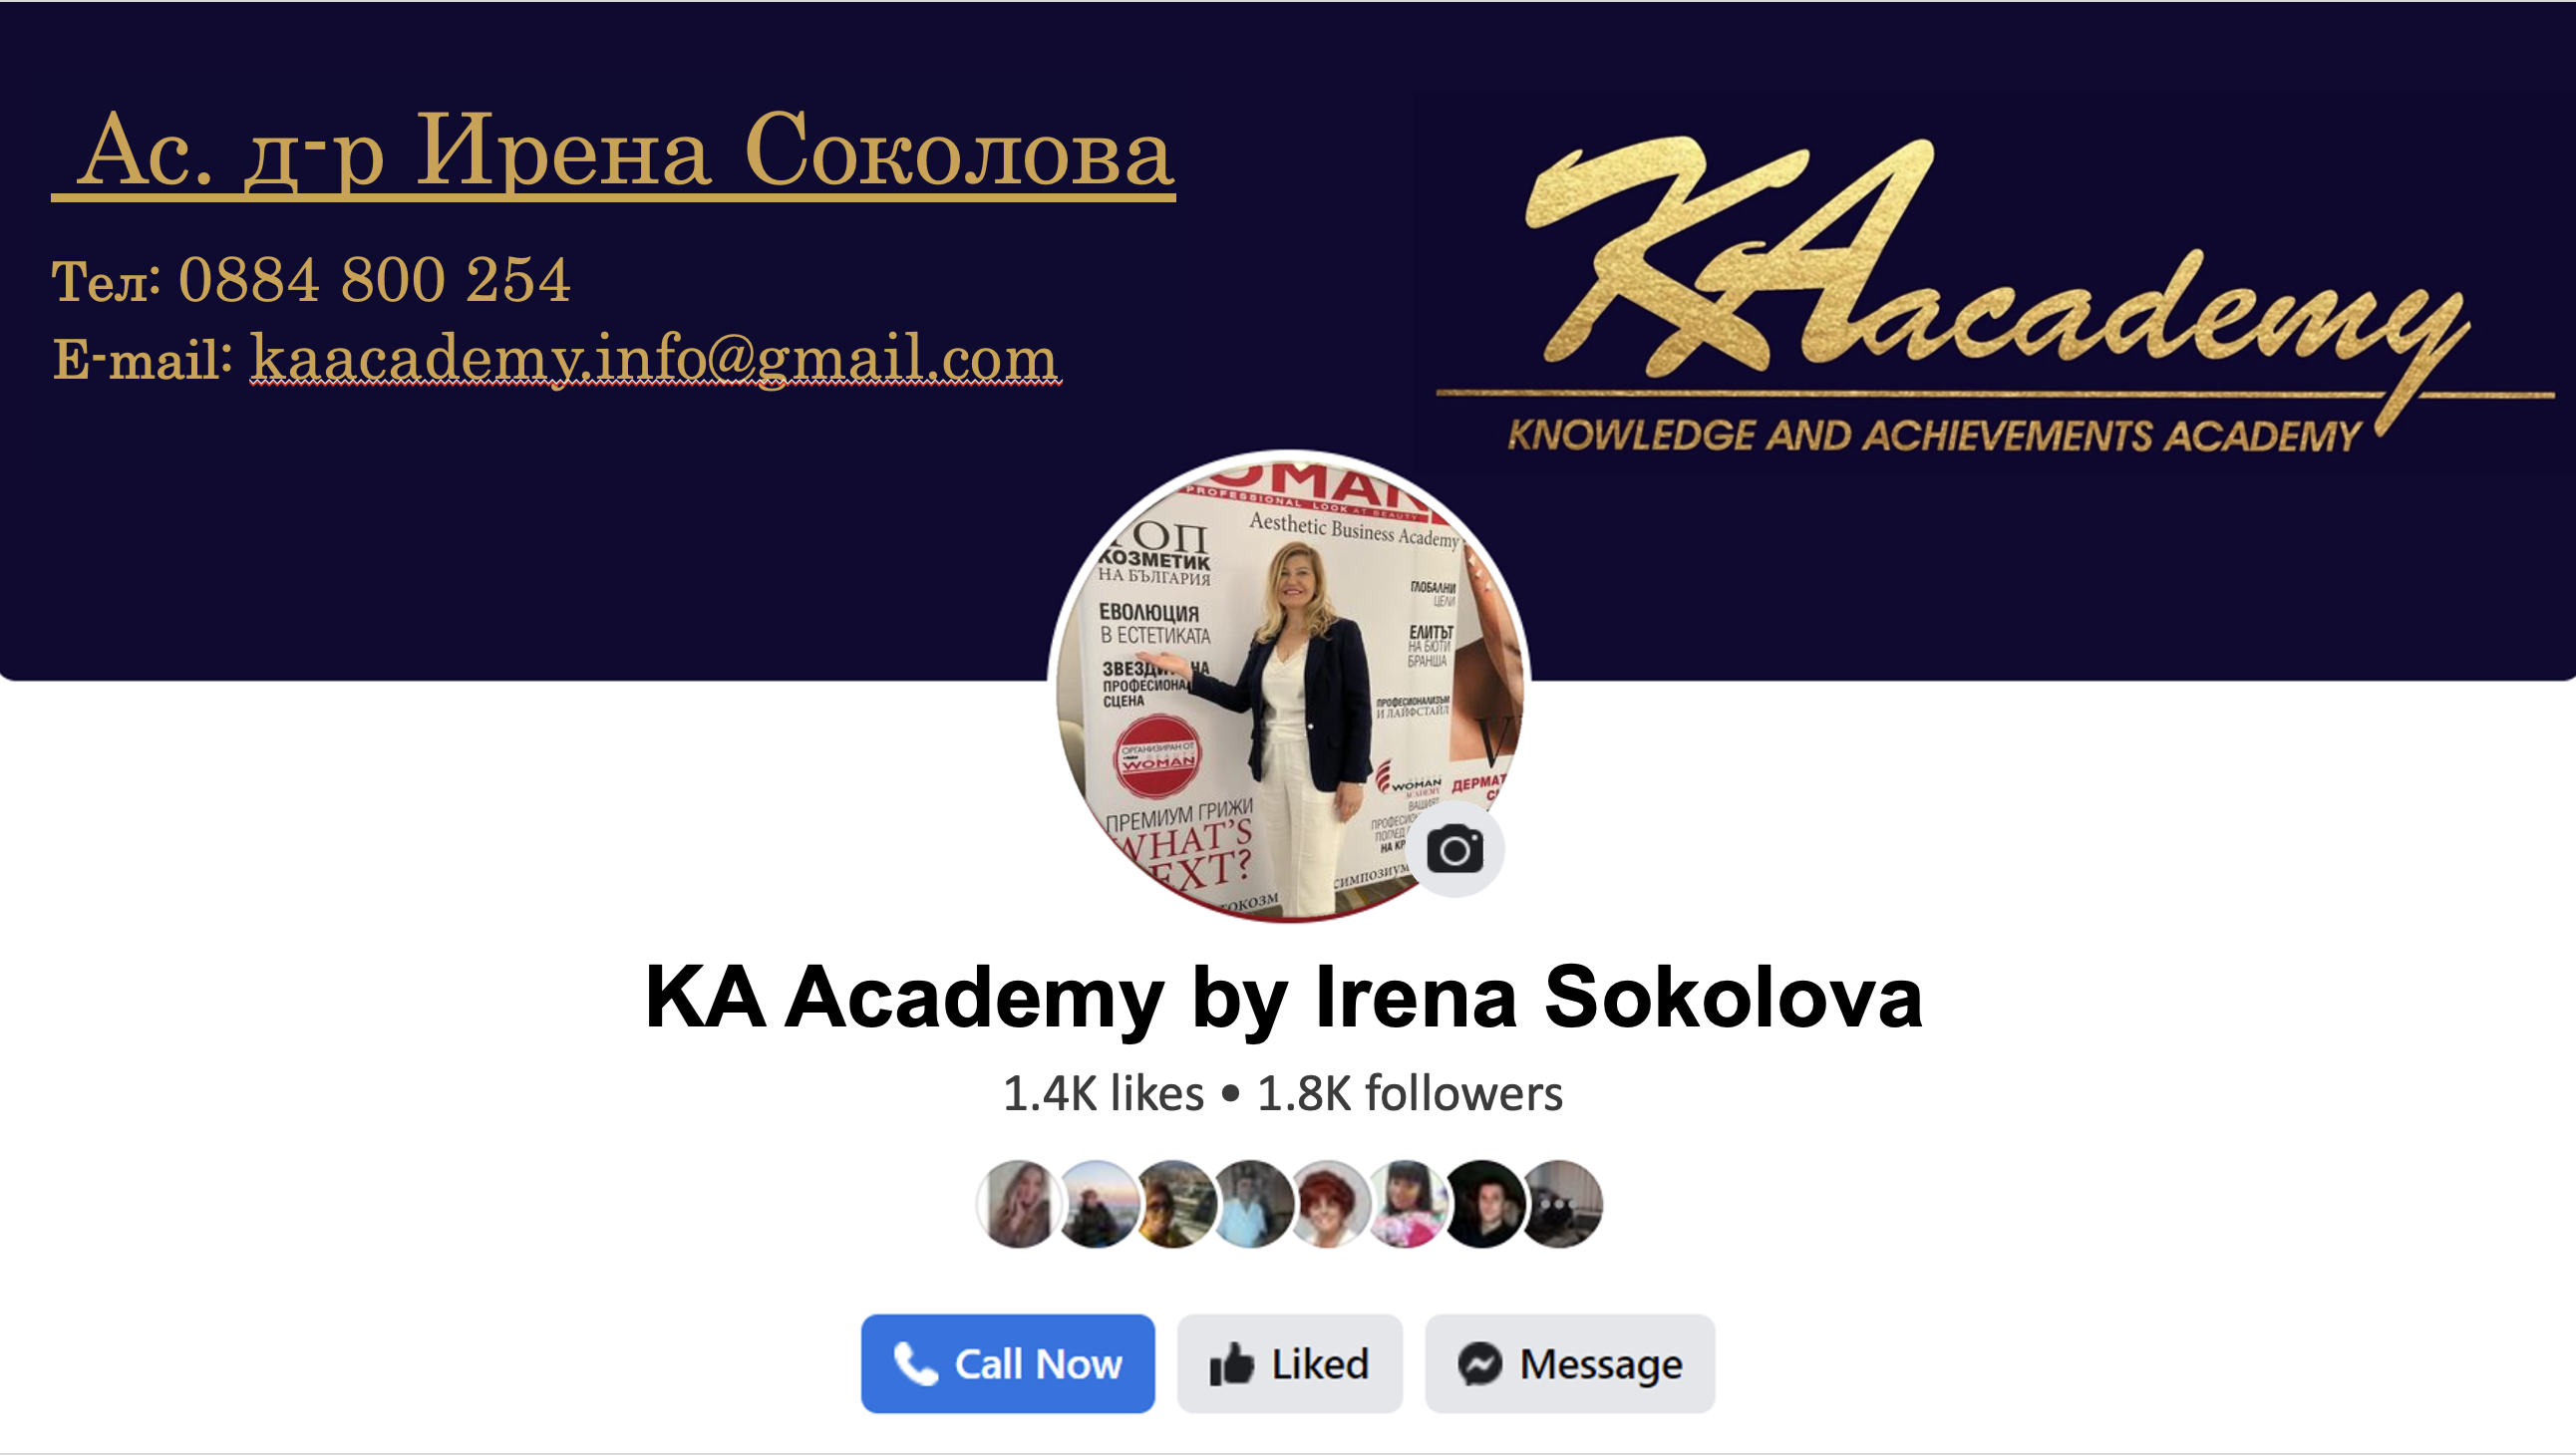 Ас. д-р Ирена Соколова
Тел: 0884 800 254
E-mail: kaacademy.info@gmail.com
KAacademy
KNOWLEDGE AND ACHIEVEMENTS ACADEMY
PROFESSIONAL LOOK AT BEAUTY
Aesthetic Business Academy
ТОП
КОЗМЕТИК
НА БЪЛГАРИЯ
ЕВОЛЮЦИЯ
В ЕСТЕТИКАТА
ПРОФЕСИОНА
СЦЕНА
ОРГАНИЗИРАН ОТ
WOMAN
ПРЕМИУМ ГРИЖИ
WHAT'S
EXT?
ГЛОБАЛНИ
ЦЕЛИ
ЕЛИТЪТ
НА БЮТИ
БРАНША
ПРОФЕСИОНАЛИЗЪМ
И ЛАЙФСТАЙЛ
WOMAN
ACADEMY
ДЕРМАТ
KA Academy by Irena Sokolova
1.4K likes • 1.8K followers
Call Now
Liked
Message